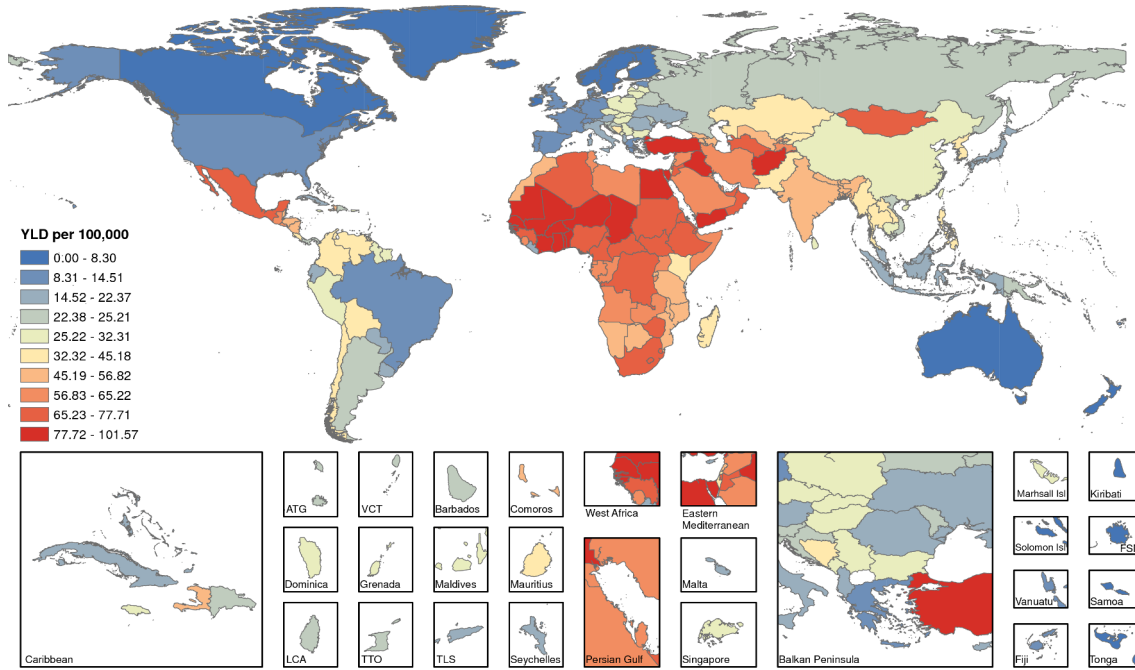 YLD per 100,000
0.00 - 8.30
8.31 - 14.51
14.52 - 22.37
22.38 - 25.21
25.22 - 32.31
32.32 - 45.18
45.19 - 56.82
56.83 - 65.22
65.23 - 77.71
77.72 - 101.57
Caribbean
ATG
VCT
Barbados
Comoros
West Africa
Eastern
Mediterranean
Marhsall Isl
Kiribati
Dominica
Grenada
Maldives
Mauritius
Malta
Solomon Isl
FSI
Vanuatu
Samoa
LCA
TTO
TLS
Seychelles
Persian Gulf
Singapore
Balkan Peninsula
Fiji
Tonga